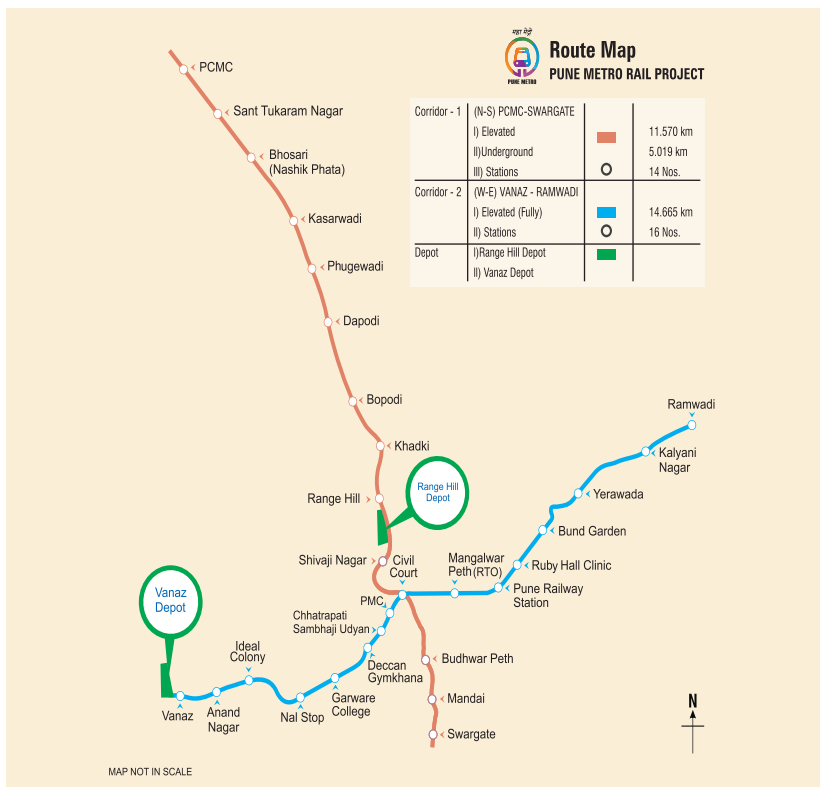 महा मेट्रो
PUNE METRO
Route Map
PUNE METRO RAIL PROJECT
Corridor - 1 (N-S) PCMC-SWARGATE
I) Elevated 11.570 km
II)Underground 5.019 km
III) Stations 14 Nos.
Corridor - 2 (W-E) VANAZ - RAMWADI
I) Elevated (Fully) 14.665 km
II) Stations 16 Nos.
Depot I)Range Hill Depot
II) Vanaz Depot
PCMC
Sant Tukaram Nagar
Bhosari
(Nashik Phata)
Kasarwadi
Phugewadi
Dapodi
Bopodi
Khadki
Range Hill
Range Hill
Depot
Shivaji Nagar
Civil
Court
Mangalwar
Peth (RTO)
Ramwadi
Kalyani
Nagar
Yerawada
Bund Garden
Ruby Hall Clinic
Pune Railway
Station
PMC
Chhatrapati
Sambhaji Udyan
Deccan
Gymkhana
Garware
College
Nal Stop
Ideal
Colony
Anand
Nagar
Vanaz
Vanaz
Depot
Budhwar Peth
Mandai
Swargate
N
MAP NOT IN SCALE